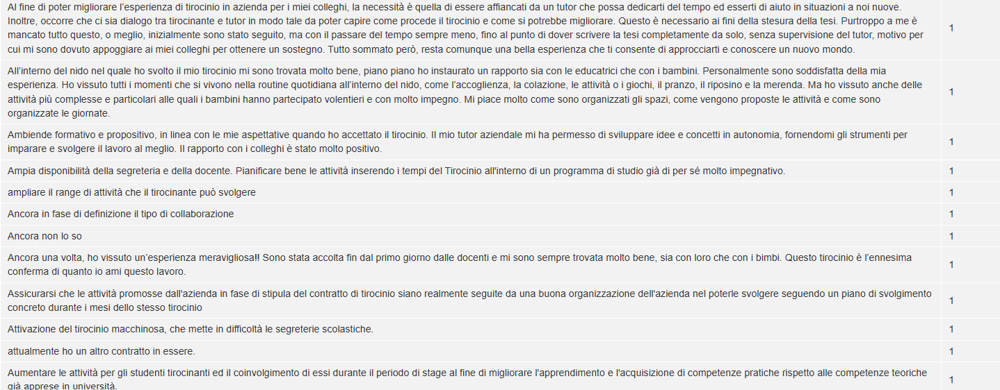 Al fine di poter migliorare l’esperienza di tirocinio in azienda per i miei colleghi, la necessità è quella di essere affiancati da un tutor che possa dedicarti del tempo ed esserti di aiuto in situazioni a noi nuove.
Inoltre, occorre che ci sia dialogo tra tirocinante e tutor in modo tale da poter capire come procede il tirocinio e come si potrebbe migliorare. Questo è necessario ai fini della stesura della tesi. Purtroppo a me è
mancato tutto questo, o meglio, inizialmente sono stato seguito, ma con il passare del tempo sempre meno, fino al punto di dover scrivere la tesi completamente da solo, senza supervisione del tutor, motivo per
cui mi sono dovuto appoggiare ai miei colleghi per ottenere un sostegno. Tutto sommato però, resta comunque una bella esperienza che ti consente di approcciarti e conoscere un nuovo mondo.
1
All’interno del nido nel quale ho svolto il mio tirocinio mi sono trovata molto bene, piano piano ho instaurato un rapporto sia con le educatrici che con i bambini. Personalmente sono soddisfatta della mia
esperienza. Ho vissuto tutti i momenti che si vivono nella routine quotidiana all’interno del nido, come l’accoglienza, la colazione, le attività o i giochi, il pranzo, il riposino e la merenda. Ma ho vissuto anche delle
attività più complesse e particolari alle quali i bambini hanno partecipato volentieri e con molto impegno. Mi piace molto come sono organizzati gli spazi, come vengono proposte le attività e come sono
organizzate le giornate.
1
Ambiende formativo e propositivo, in linea con le mie aspettative quando ho accettato il tirocinio. Il mio tutor aziendale mi ha permesso di sviluppare idee e concetti in autonomia, fornendomi gli strumenti per
imparare e svolgere il lavoro al meglio. Il rapporto con i colleghi è stato molto positivo.
1
Ampia disponibilità della segreteria e della docente. Pianificare bene le attività inserendo i tempi del Tirocinio all'interno di un programma di studio già di per sé molto impegnativo.
1
ampliare il range di attività che il tirocinante può svolgere
1
Ancora in fase di definizione il tipo di collaborazione
1
Ancora non lo so
1
Ancora una volta, ho vissuto un’esperienza meravigliosa!! Sono stata accolta fin dal primo giorno dalle docenti e mi sono sempre trovata molto bene, sia con loro che con i bimbi. Questo tirocinio è l’ennesima
conferma di quanto io ami questo lavoro.
1
Assicurarsi che le attività promosse dall'azienda in fase di stipula del contratto di tirocinio siano realmente seguite da una buona organizzazione dell'azienda nel poterle svolgere seguendo un piano di svolgimento
concreto durante i mesi dello stesso tirocinio
1
Attivazione del tirocinio macchinosa, che mette in difficoltà le segreterie scolastiche.
1
attualmente ho un altro contratto in essere.
1
Aumentare le attività per gli studenti tirocinanti ed il coinvolgimento di essi durante il periodo di stage al fine di migliorare l'apprendimento e l'acquisizione di competenze pratiche rispetto alle competenze teoriche
già apprese in università.
1